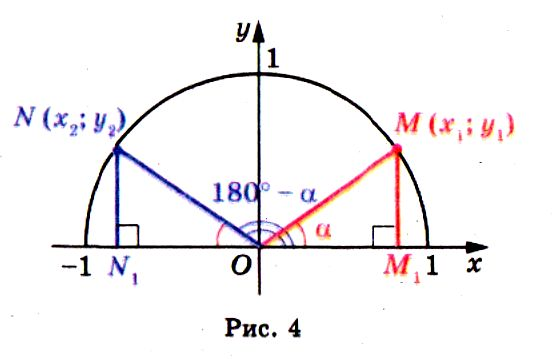 y
1
N (x₂; y₂)
M (x₁; y₁)
180° – α
α
–1
N₁
O
M₁
1
x
Рис. 4